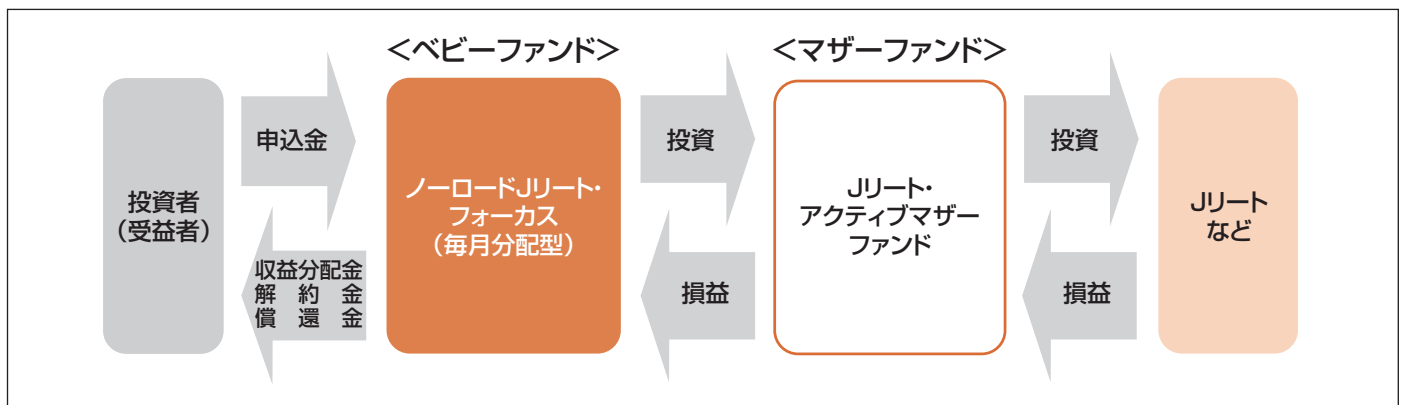 <ベビーファンド>
<マザーファンド>
投資者
(受益者)
申込金
収益分配金
解約金
償還金
ノーロードJリート・
フォーカス
(毎月分配型)
投資
損益
Jリート・
アクティブマザー
ファンド
投資
損益
Jリート
など